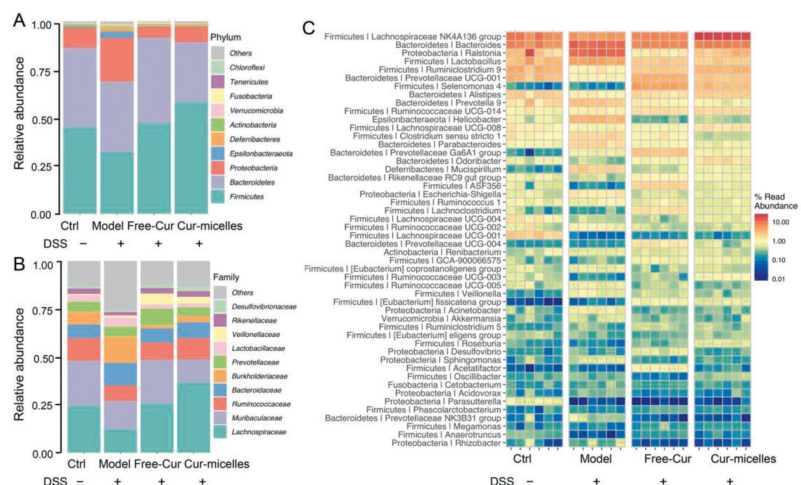 A
Relative abundance
1.00
0.75
0.50
0.25
0.00
Ctrl Model Free-Cur Cur-micelles
DSS – + + +
Phylum
Others
Chloroflexi
Tenericutes
Fusobacteria
Verrucomicrobia
Actinobacteria
Deferribacteres
Epsilonbacteraeota
Proteobacteria
Bacteroidetes
Firmicutes
B
Relative abundance
1.00
0.75
0.50
0.25
0.00
Ctrl Model Free-Cur Cur-micelles
DSS – + + +
Family
Others
Desulfovibrionaceae
Rikenellaceae
Veillonellaceae
Lactobacillaceae
Prevotellaceae
Burkholderiaceae
Bacteroidaceae
Ruminococcaceae
Muribaculaceae
Lachnospiraceae
C
Firmicutes | Lachnospiraceae NK4A136 group
Bacteroidetes | Bacteroides
Proteobacteria | Ralstonia
Firmicutes | Lactobacillus
Firmicutes | Ruminiclostridium 9
Bacteroidetes | Prevotellaceae UCG-001
Firmicutes | Selenomonas 4
Bacteroidetes | Alistipes
Bacteroidetes | Prevotella 9
Firmicutes | Ruminococcaceae UCG-014
Epsilonbacteraeota | Helicobacter
Firmicutes | Lachnospiraceae UCG-008
Firmicutes | Clostridium sensu stricto 1
Bacteroidetes | Parabacteroides
Bacteroidetes | Prevotellaceae Ga6A1 group
Bacteroidetes | Odoribacter
Deferribacteres | Mucispirillum
Bacteroidetes | Rikenellaceae RC9 gut group
Firmicutes | ASF356
Proteobacteria | Escherichia-Shigella
Firmicutes | Ruminococcus 1
Firmicutes | Lachnoclostridium
Firmicutes | Lachnospiraceae UCG-004
Firmicutes | Ruminococcaceae UCG-002
Firmicutes | Lachnospiraceae UCG-001
Bacteroidetes | Prevotellaceae UCG-004
Actinobacteria | Renibacterium
Firmicutes | GCA-900066575
Firmicutes | [Eubacterium] coprostanoligenes group
Firmicutes | Ruminococcaceae UCG-003
Firmicutes | Ruminococcaceae UCG-005
Firmicutes | Veillonella
Firmicutes | [Eubacterium] fissicatena group
Proteobacteria | Acinetobacter
Verrucomicrobia | Akkermansia
Firmicutes | Ruminiclostridium 5
Firmicutes | [Eubacterium] eligens group
Firmicutes | Roseburia
Proteobacteria | Desulfovibrio
Proteobacteria | Sphingomonas
Firmicutes | Acetatifactor
Firmicutes | Oscillibacter
Fusobacteria | Cetobacterium
Proteobacteria | Acidovorax
Proteobacteria | Parasutterella
Firmicutes | Phascolarctobacterium
Bacteroidetes | Prevotellaceae NK3B31 group
Firmicutes | Megamonas
Firmicutes | Anaerotruncus
Proteobacteria | Rhizobacter
Ctrl Model Free-Cur Cur-micelles
DSS – + + +
% Read
Abundance
10.00
1.00
0.10
0.01